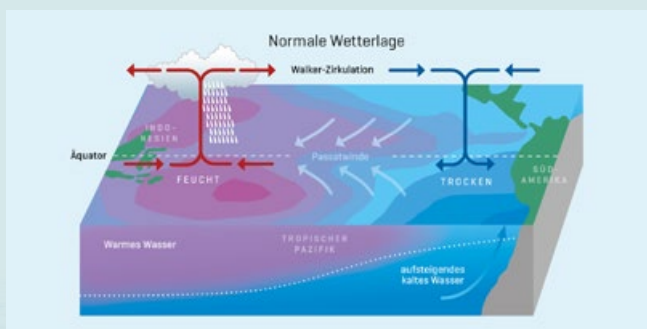 Normale Wetterlage
Walker-Zirkulation
INDO-
NESIEN
Äquator
Passatwinde
FEUCHT
TROCKEN
SÜD-
AMERIKA
Warmes Wasser
TROPISCHER
PAZIFIK
aufsteigendes
kaltes Wasser